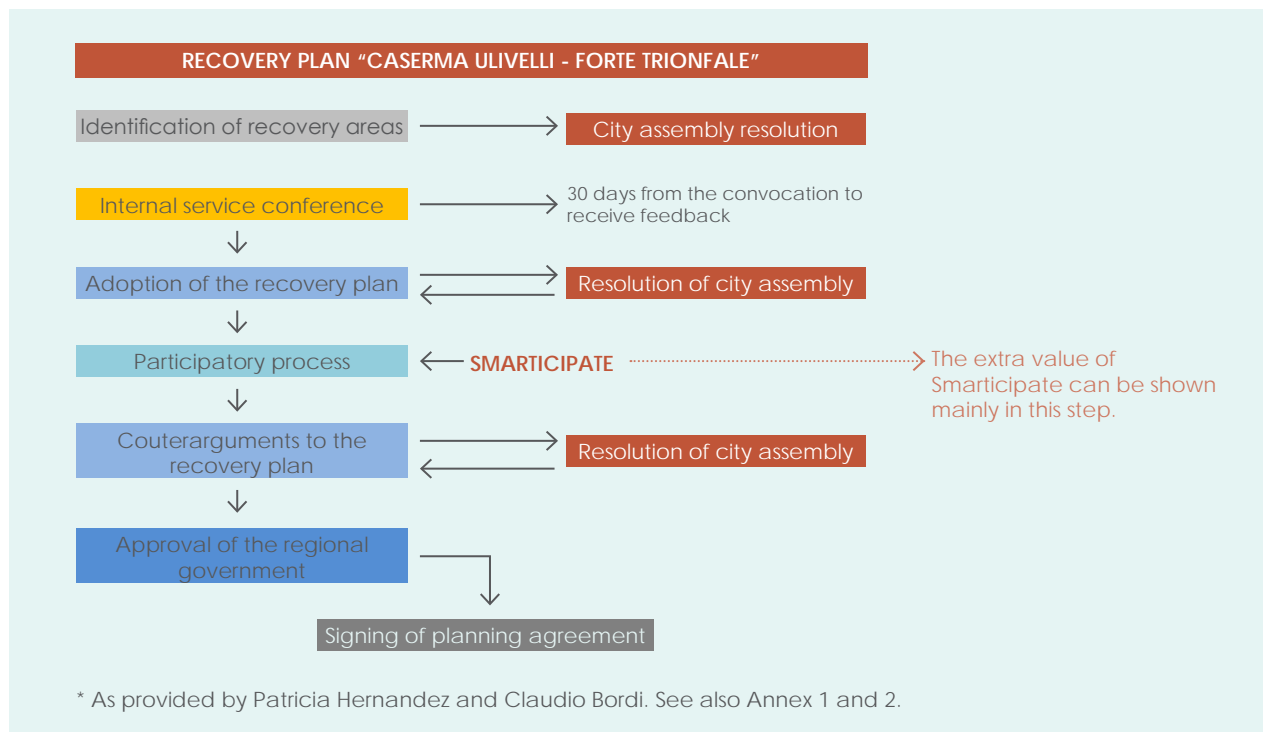 RECOVERY PLAN “CASERMA ULIVELLI - FORTE TRIONFALE”
Identification of recovery areas
City assembly resolution
Internal service conference
30 days from the convocation to
receive feedback
Adoption of the recovery plan
Resolution of city assembly
Participatory process
SMARTICIPATE
The extra value of
Smarticipate can be shown
mainly in this step.
Couterarguments to the
recovery plan
Resolution of city assembly
Approval of the regional
government
Signing of planning agreement
* As provided by Patricia Hernandez and Claudio Bordi. See also Annex 1 and 2.